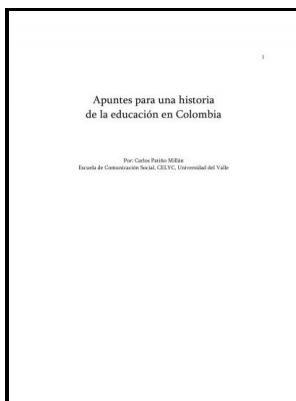 1
Apuntes para una historia
de la educación en Colombia
Por: Carlos Patiño Millán
Escuela de Comunicación Social, CELYC, Universidad del Valle